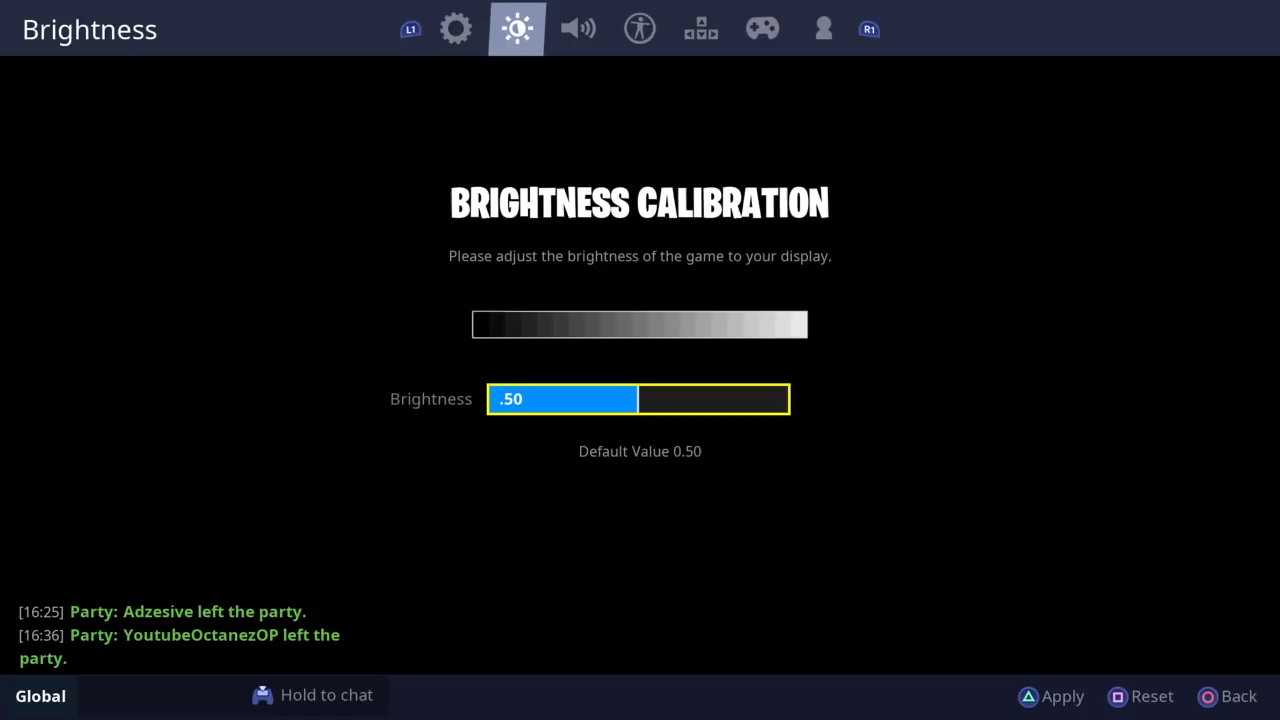 Brightness
L1
R1
BRIGHTNESS CALIBRATION
Please adjust the brightness of the game to your display.
Brightness .50
Default Value 0.50
[16:25] Party: Adzesive left the party.
[16:36] Party: YoutubeOctanezOP left the
party.
Global
Hold to chat
Apply
Reset
Back